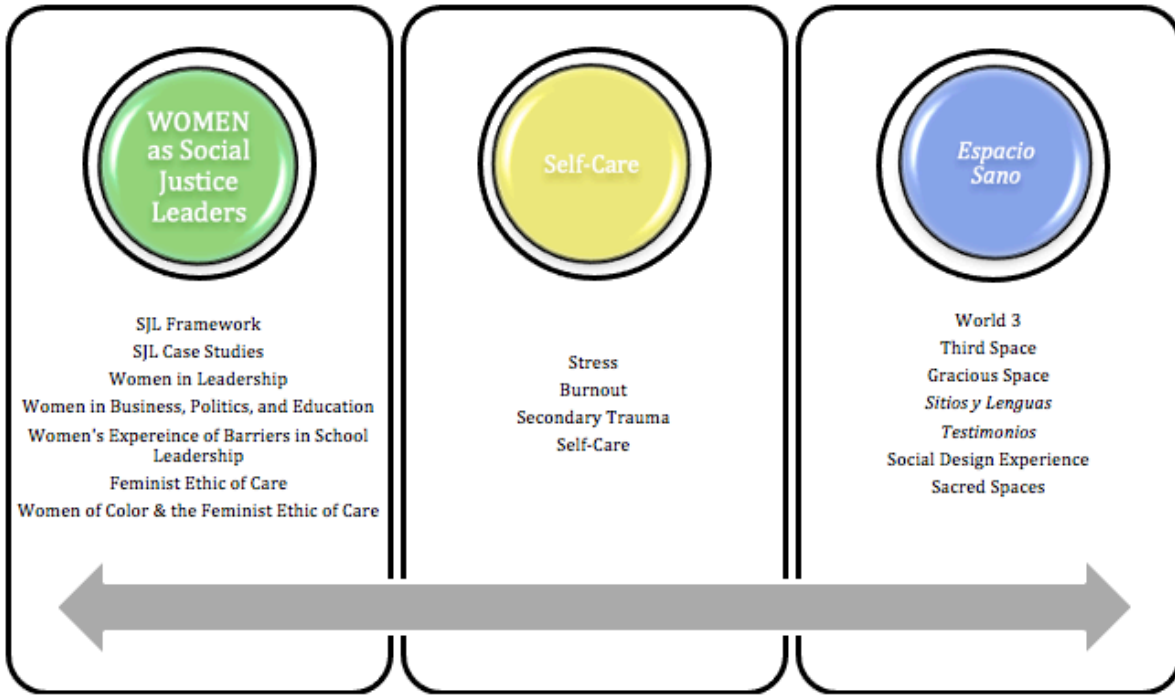 WOMEN
as Social
Justice
Leaders
SJL Framework
SJL Case Studies
Women in Leadership
Women in Business, Politics, and Education
Women's Expereince of Barriers in School
Leadership
Feminist Ethic of Care
Women of Color & the Feminist Ethic of Care
Self-Care
Stress
Burnout
Secondary Trauma
Self-Care
Espacio
Sano
World 3
Third Space
Gracious Space
Sitios y Lenguas
Testimonios
Social Design Experience
Sacred Spaces